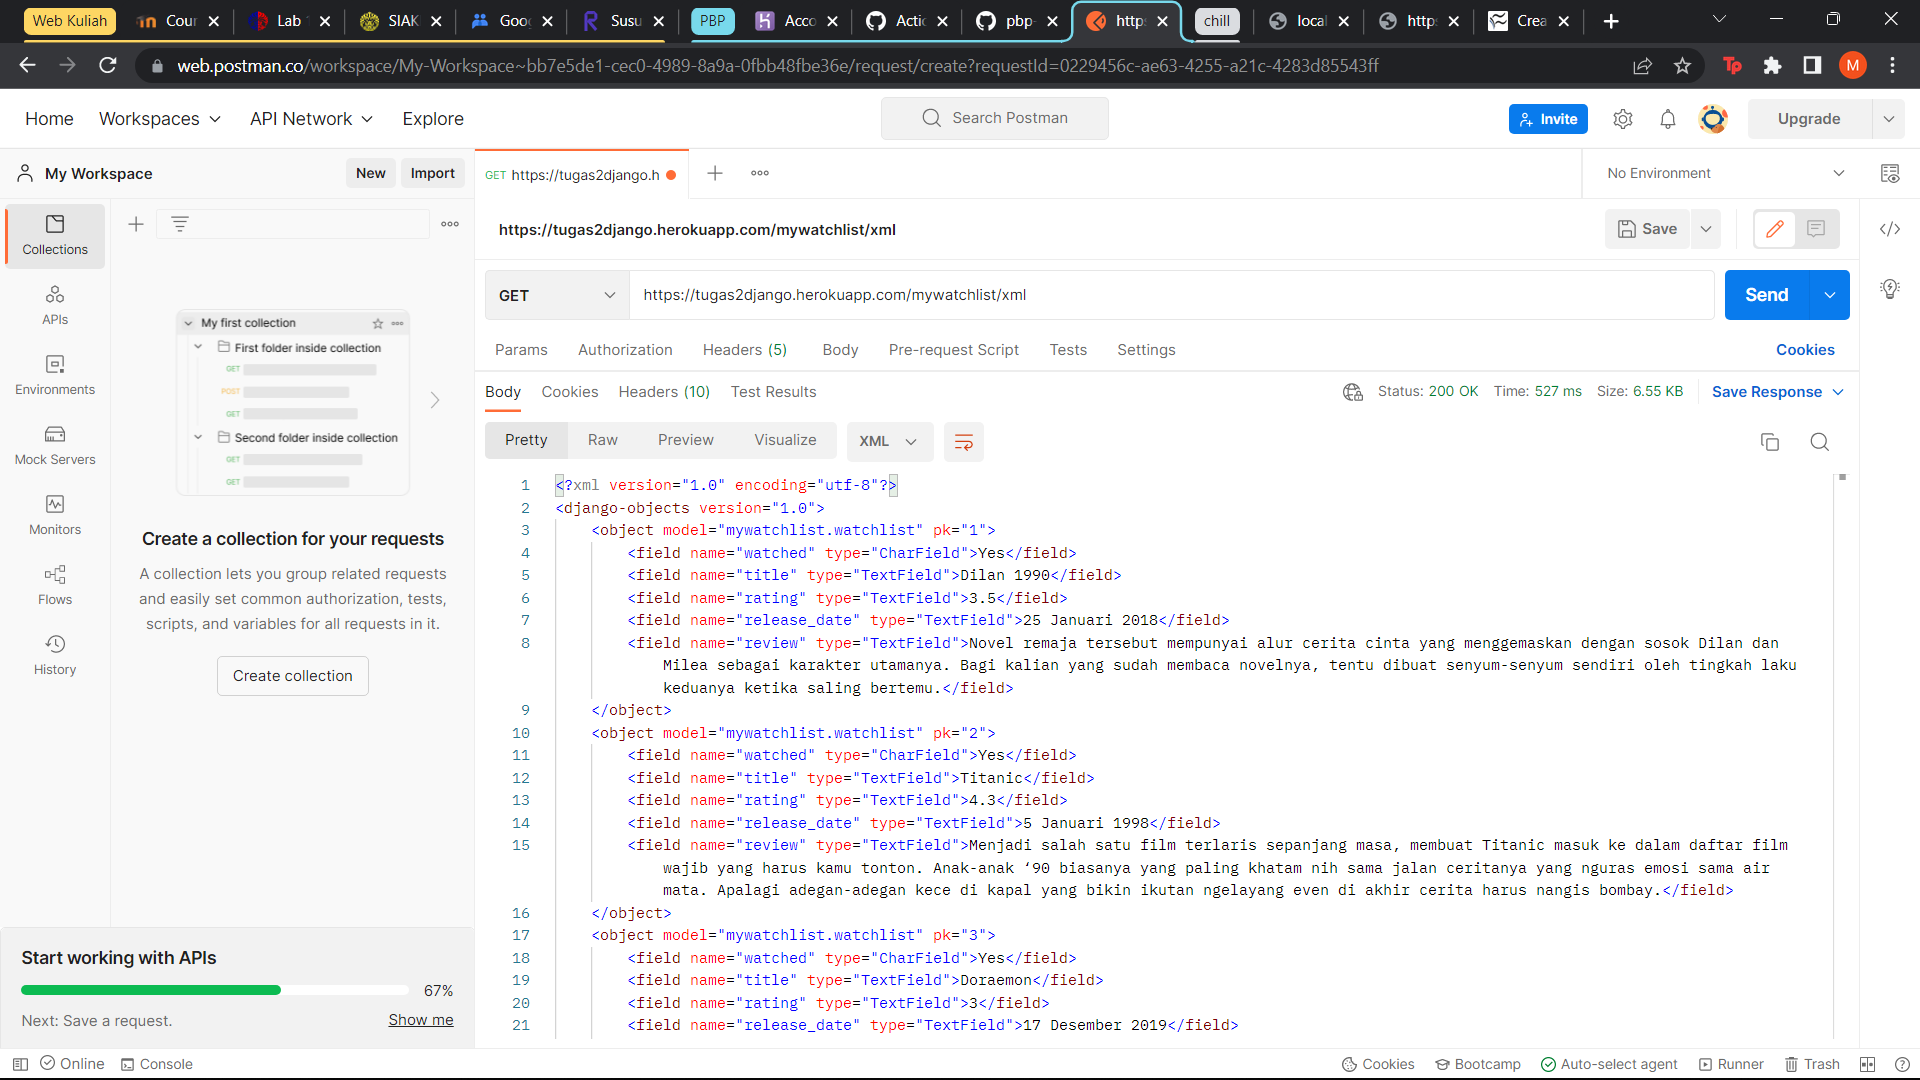 Web Kuliah
Cour
Lab
SIAK
Goog
Susu
PBP
Acco
Actio
pbp-
http
chill
local
http
Crea
web.postman.co/workspace/My-Workspace~bb7e5de1-cec0-4989-8a9a-0fbb48fbe36e/request/create?requestId=0229456c-ae63-4255-a21c-4283d85543ff
Tp
M
Home
Workspaces
API Network
Explore
Search Postman
Invite
Upgrade
My Workspace
New
Import
GET https://tugas2django.h
No Environment
Collections
APIs
Environments
Mock Servers
Monitors
Flows
History
My first collection
First folder inside collection
GET
POST
GET
Second folder inside collection
GET
GET
Create a collection for your requests
A collection lets you group related requests
and easily set common authorization, tests,
scripts, and variables for all requests in it.
Create collection
Start working with APIs
67%
Next: Save a request.
Show me
https://tugas2django.herokuapp.com/mywatchlist/xml
Save
GET
https://tugas2django.herokuapp.com/mywatchlist/xml
Send
Params Authorization Headers (5) Body Pre-request Script Tests Settings Cookies
Body Cookies Headers (10) Test Results Status: 200 OK Time: 527 ms Size: 6.55 KB Save Response
Pretty Raw Preview Visualize XML
1 <?xml version="1.0" encoding="utf-8"?>
2 <django-objects version="1.0">
3 <object model="mywatchlist.watchlist" pk="1">
4 <field name="watched" type="CharField">Yes</field>
5 <field name="title" type="TextField">Dilan 1990</field>
6 <field name="rating" type="TextField">3.5</field>
7 <field name="release_date" type="TextField">25 Januari 2018</field>
8 <field name="review" type="TextField">Novel remaja tersebut mempunyai alur cerita cinta yang menggemaskan dengan sosok Dilan dan
Milea sebagai karakter utamanya. Bagi kalian yang sudah membaca novelnya, tentu dibuat senyum-senyum sendiri oleh tingkah laku
keduanya ketika saling bertemu.</field>
9 </object>
10 <object model="mywatchlist.watchlist" pk="2">
11 <field name="watched" type="CharField">Yes</field>
12 <field name="title" type="TextField">Titanic</field>
13 <field name="rating" type="TextField">4.3</field>
14 <field name="release_date" type="TextField">5 Januari 1998</field>
15 <field name="review" type="TextField">Menjadi salah satu film terlaris sepanjang masa, membuat Titanic masuk ke dalam daftar film
wajib yang harus kamu tonton. Anak-anak ‘90 biasanya yang paling khatam nih sama jalan ceritanya yang nguras emosi sama air
mata. Apalagi adegan-adegan kece di kapal yang bikin ikutan ngelayang even di akhir cerita harus nangis bombay.</field>
16 </object>
17 <object model="mywatchlist.watchlist" pk="3">
18 <field name="watched" type="CharField">Yes</field>
19 <field name="title" type="TextField">Doraemon</field>
20 <field name="rating" type="TextField">3</field>
21 <field name="release_date" type="TextField">17 Desember 2019</field>
Online
Console
Cookies
Bootcamp
Auto-select agent
Runner
Trash